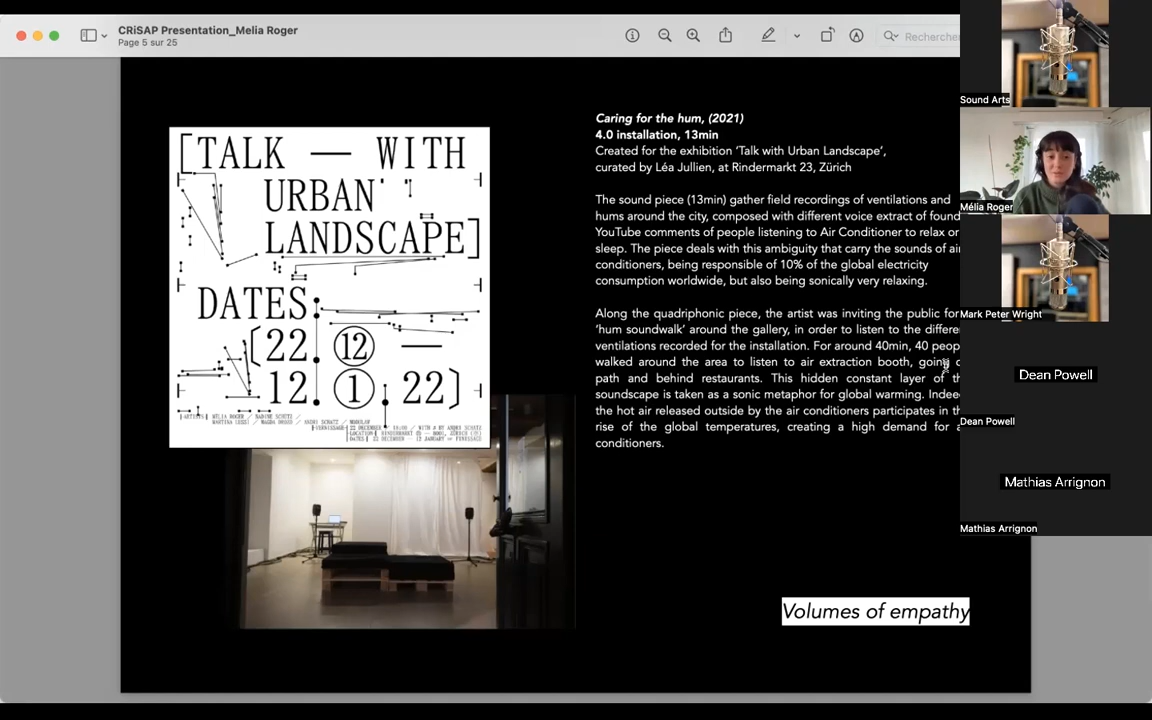 CRiSAP Presentation_Melia Roger
Page 5 sur 25
Rechercher
[TALK — WITH
URBAN
LANDSCAPE]
DATES:
[22. 12 —
12. 1. 22]
Caring for the hum, (2021)
4.0 installation, 13min
Created for the exhibition ‘Talk with Urban Landscape’,
curated by Léa Jullien, at Rindermarkt 23, Zürich
The sound piece (13min) gather field recordings of ventilations and
hums around the city, composed with different voice extract of found
YouTube comments of people listening to Air Conditioner to relax or
sleep. The piece deals with this ambiguity that carry the sounds of air
conditioners, being responsible of 10% of the global electricity
consumption worldwide, but also being sonically very relaxing.
Along the quadriphonic piece, the artist was inviting the public for
‘hum soundwalk’ around the gallery, in order to listen to the differe
ventilations recorded for the installation. For around 40min, 40 peop
walked around the area to listen to air extraction booth, going
path and behind restaurants. This hidden constant layer of th
soundscape is taken as a sonic metaphor for global warming. Indee
the hot air released outside by the air conditioners participates in th
rise of the global temperatures, creating a high demand for a
conditioners.
Volumes of empathy
Sound Arts
Mélia Roger
Mark Peter Wright
Dean Powell
Dean Powell
Mathias Arrignon
Mathias Arrignon